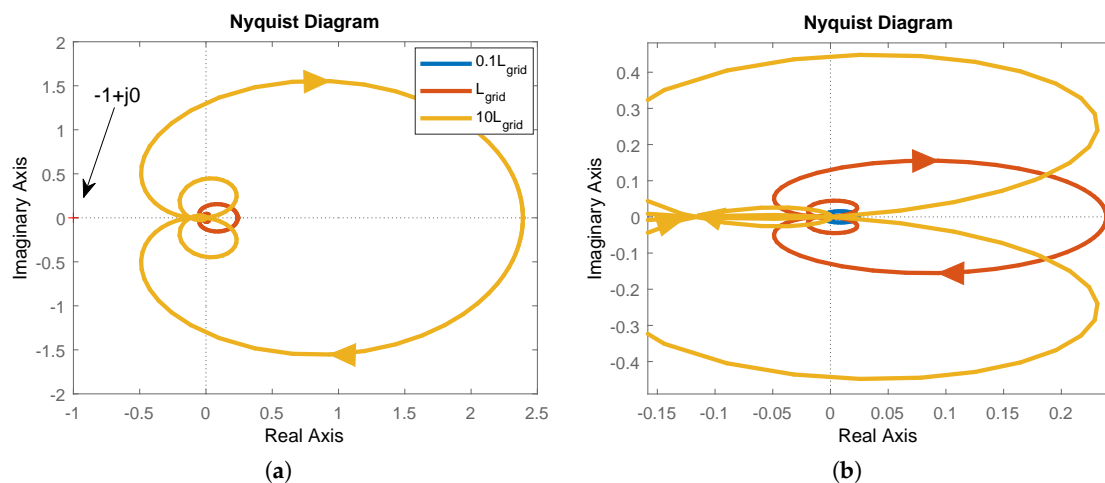 Nyquist Diagram
2
1.5
1
0.5
0
-0.5
-1
-1.5
-2
Imaginary Axis
-1+j0
0.1L_grid
L_grid
10L_grid
-1 -0.5 0 0.5 1 1.5 2 2.5
Real Axis
(a)
Nyquist Diagram
0.4
0.3
0.2
0.1
0
-0.1
-0.2
-0.3
-0.4
Imaginary Axis
-0.15 -0.1 -0.05 0 0.05 0.1 0.15 0.2
Real Axis
(b)